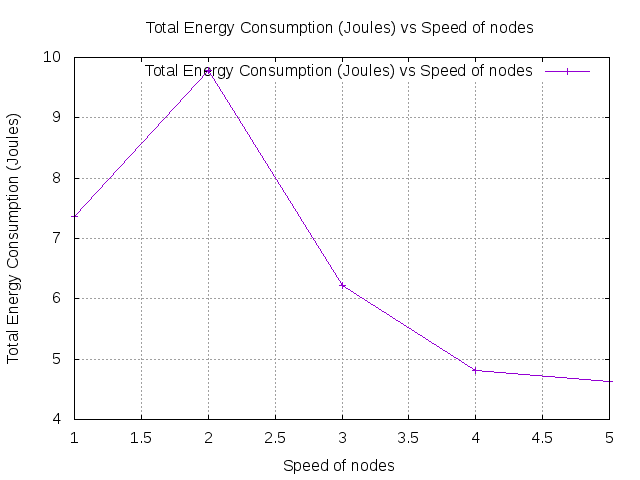 Total Energy Consumption (Joules) vs Speed of nodes
Total Energy Consumption (Joules) vs Speed of nodes
10
9
8
7
6
5
4
Total Energy Consumption (Joules)
1 1.5 2 2.5 3 3.5 4 4.5 5
Speed of nodes